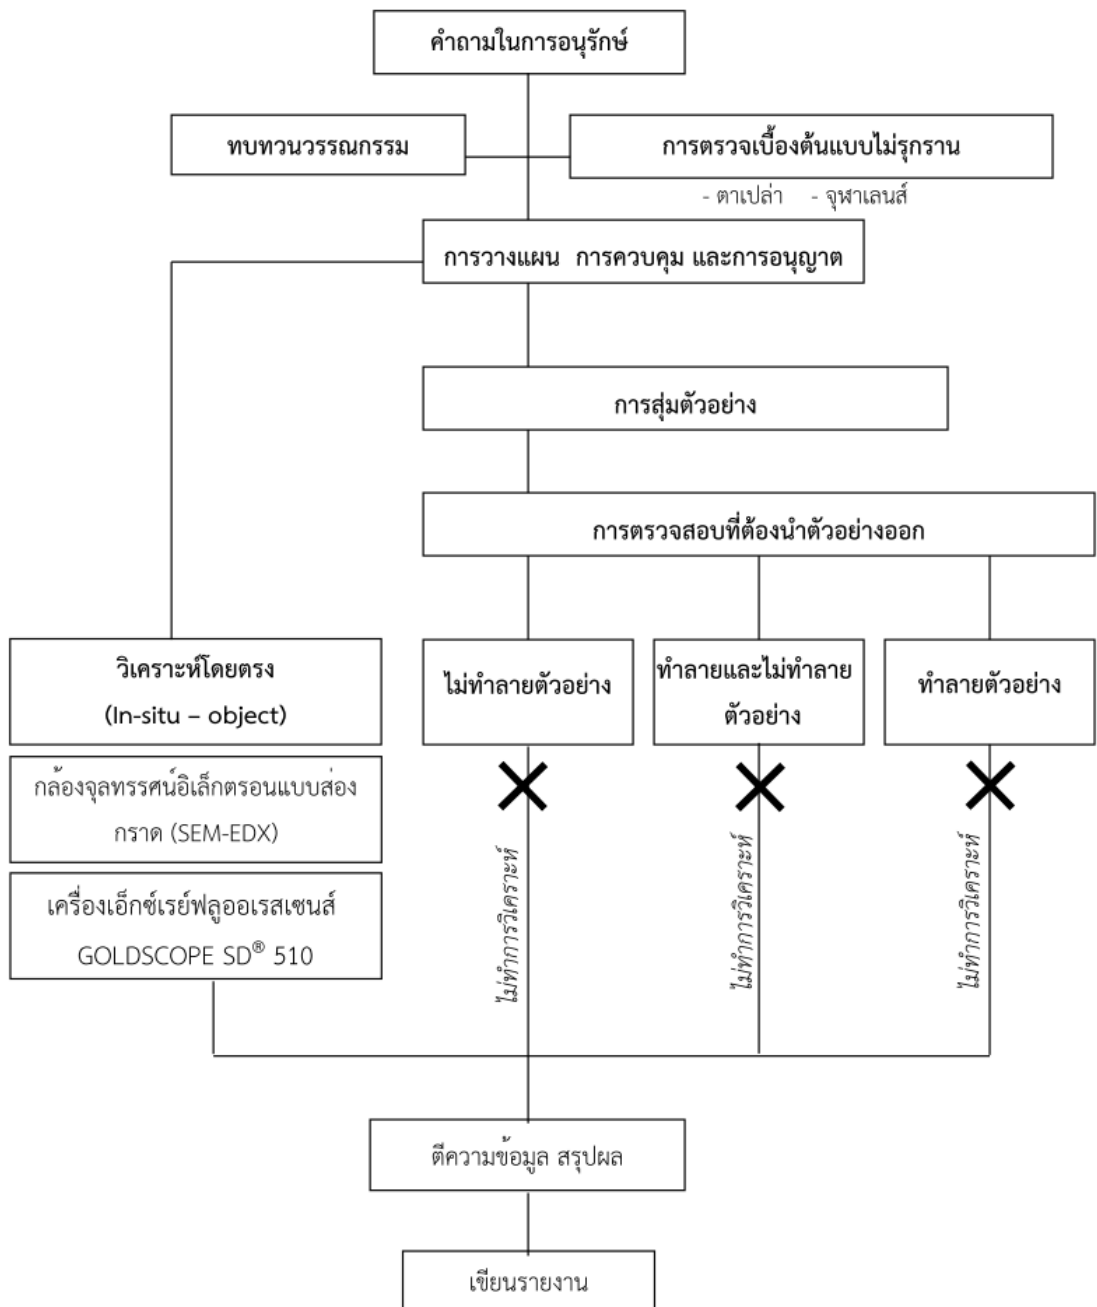 คำถามในการอนุรักษ์
ทบทวนวรรณกรรม
การตรวจเบื้องต้นแบบไม่รุกราน
- ตาเปล่า - จุฬาเลนส์
การวางแผน การควบคุม และการอนุญาต
การสุ่มตัวอย่าง
การตรวจสอบที่ต้องนำตัวอย่างออก
วิเคราะห์โดยตรง
(In-situ – object)
ไม่ทำลายตัวอย่าง
ทำลายและไม่ทำลาย
ตัวอย่าง
ทำลายตัวอย่าง
กล้องจุลทรรศน์อิเล็กตรอนแบบส่อง
กราด (SEM-EDX)
เครื่องเอ็กซ์เรย์ฟลูออเรสเซนส์
GOLDSCOPE SD® 510
ไม่ทำการวิเคราะห์
ไม่ทำการวิเคราะห์
ไม่ทำการวิเคราะห์
ตีความข้อมูล สรุปผล
เขียนรายงาน